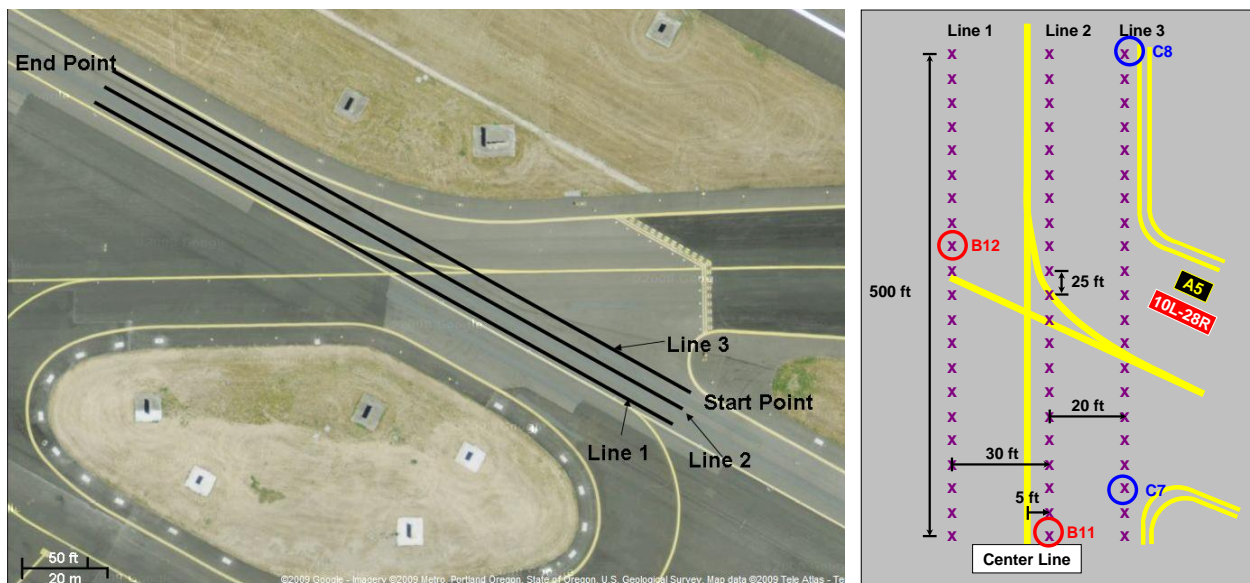 End Point
Line 3
Start Point
Line 1
Line 2
50 ft
20 m
©2009 Google - Imagery ©2009 Metro, Portland Oregon, State of Oregon, U.S. Geological Survey, Map data ©2009 Tele Atlas - Te
Line 1
Line 2
Line 3
x x x C8
x x x
x x x
x x x
x x x
x x x
x x x
x x x
x B12 x x
x x x
25 ft
A5
500 ft
x x x
10L-28R
x x x
x x x
x x x
x x x
x x x
20 ft
x x x
x x x
30 ft
x x x
x x C7 x
5 ft
x x x
x x B11 x
Center Line